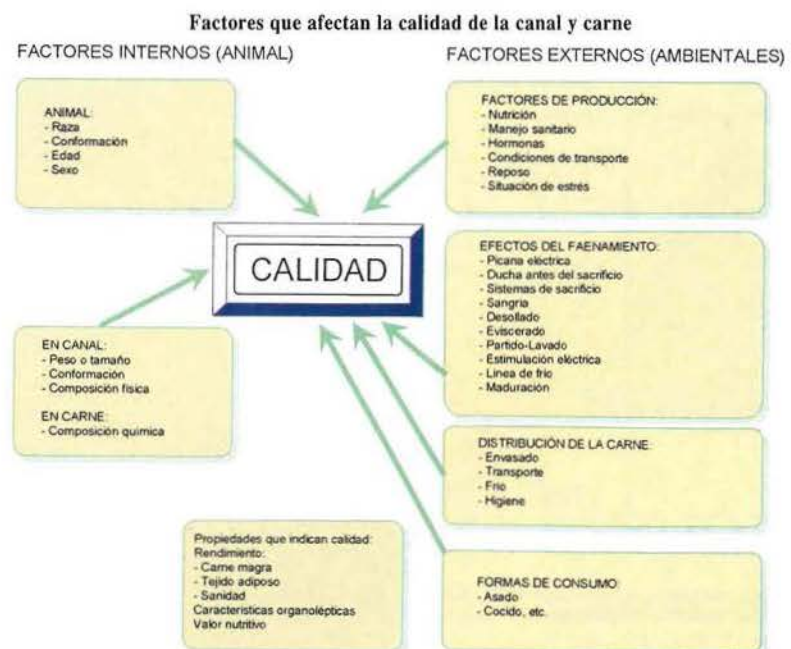 Factores que afectan la calidad de la canal y carne
FACTORES INTERNOS (ANIMAL)
FACTORES EXTERNOS (AMBIENTALES)
ANIMAL:
- Raza
- Conformación
- Edad
- Sexo
FACTORES DE PRODUCCIÓN:
- Nutrición
- Manejo sanitario
- Hormonas
- Condiciones de transporte
- Reposo
- Situación de estrés
CALIDAD
EFECTOS DEL FAENAMIENTO:
- Picana eléctrica
- Ducha antes del sacrificio
- Sistemas de sacrificio
- Sangría
- Desollado
- Eviscerado
- Partido-Lavado
- Estimulación eléctrica
- Línea de frío
- Maduración
EN CANAL:
- Peso o tamaño
- Conformación
- Composición física
EN CARNE:
- Composición química
DISTRIBUCIÓN DE LA CARNE:
- Envasado
- Transporte
- Frío
- Higiene
Propiedades que indican calidad:
Rendimiento:
- Carne magra
- Tejido adiposo
- Sanidad
Características organolépticas
Valor nutritivo
FORMAS DE CONSUMO:
- Asado
- Cocido, etc.